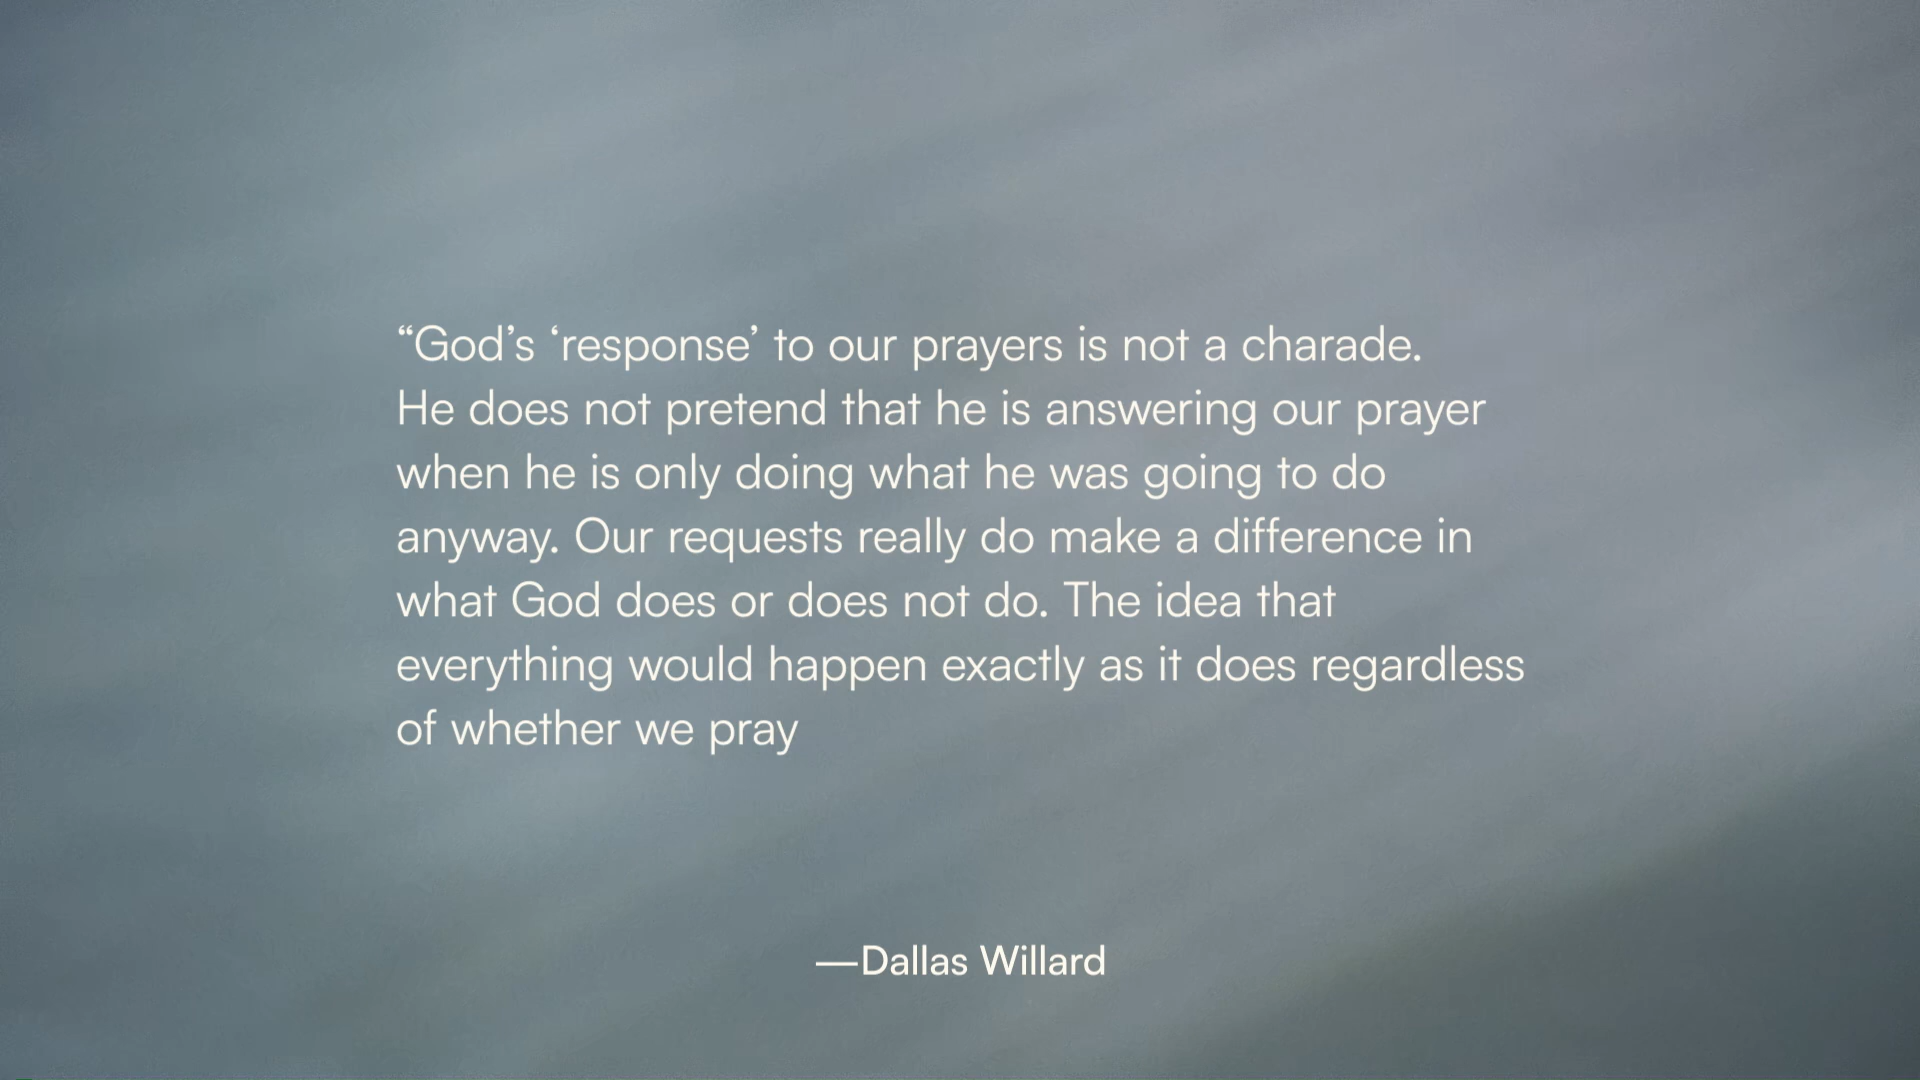 “God’s ‘response’ to our prayers is not a charade.
He does not pretend that he is answering our prayer
when he is only doing what he was going to do
anyway. Our requests really do make a difference in
what God does or does not do. The idea that
everything would happen exactly as it does regardless
of whether we pray
—Dallas Willard